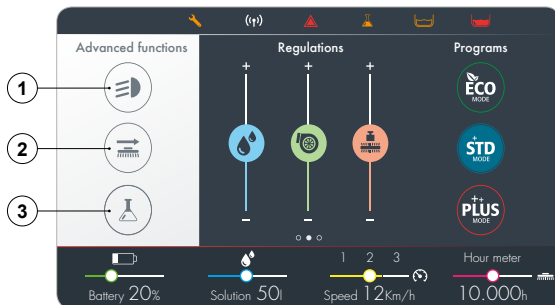 Advanced functions
Regulations
Programs
1
2
3
+ + +
- - -
ECO
MODE
+
STD
MODE
++
PLUS
MODE
Battery 20%
Solution 50l
1 2 3
Speed 12Km/h
Hour meter
10.000h